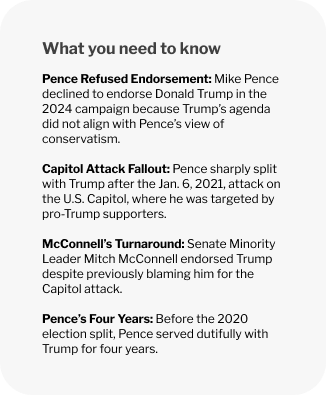 What you need to know
Pence Refused Endorsement: Mike Pence
declined to endorse Donald Trump in the
2024 campaign because Trump’s agenda
did not align with Pence’s view of
conservatism.
Capitol Attack Fallout: Pence sharply split
with Trump after the Jan. 6, 2021, attack on
the U.S. Capitol, where he was targeted by
pro-Trump supporters.
McConnell’s Turnaround: Senate Minority
Leader Mitch McConnell endorsed Trump
despite previously blaming him for the
Capitol attack.
Pence’s Four Years: Before the 2020
election split, Pence served dutifully with
Trump for four years.